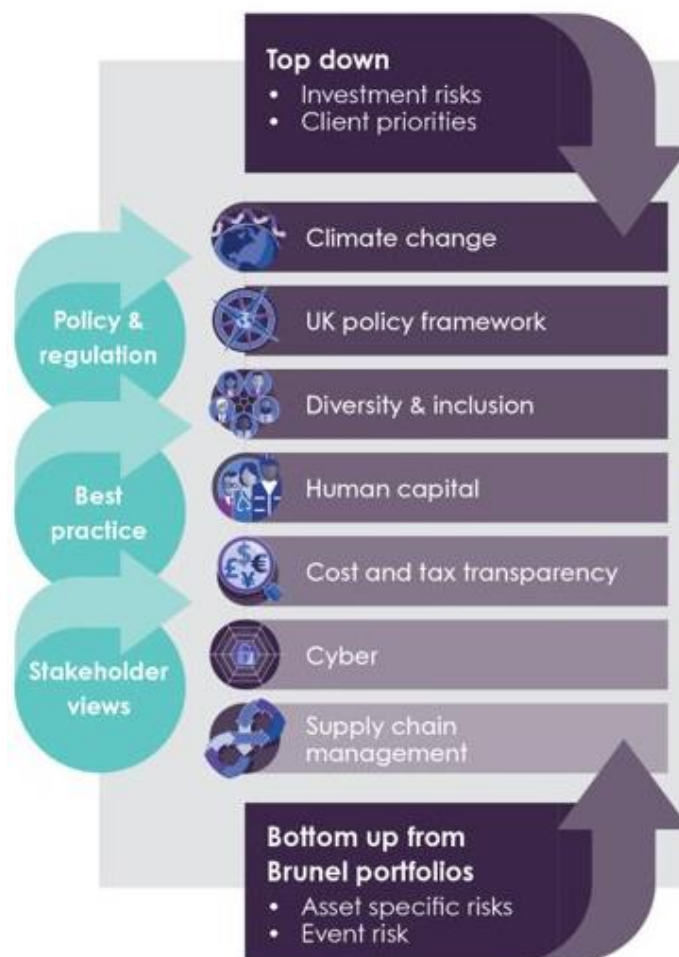 Top down
• Investment risks
• Client priorities
Climate change
UK policy framework
Diversity & inclusion
Human capital
Cost and tax transparency
Cyber
Supply chain
management
Policy &
regulation
Best
practice
Stakeholder
views
Bottom up from
Brunel portfolios
• Asset specific risks
• Event risk